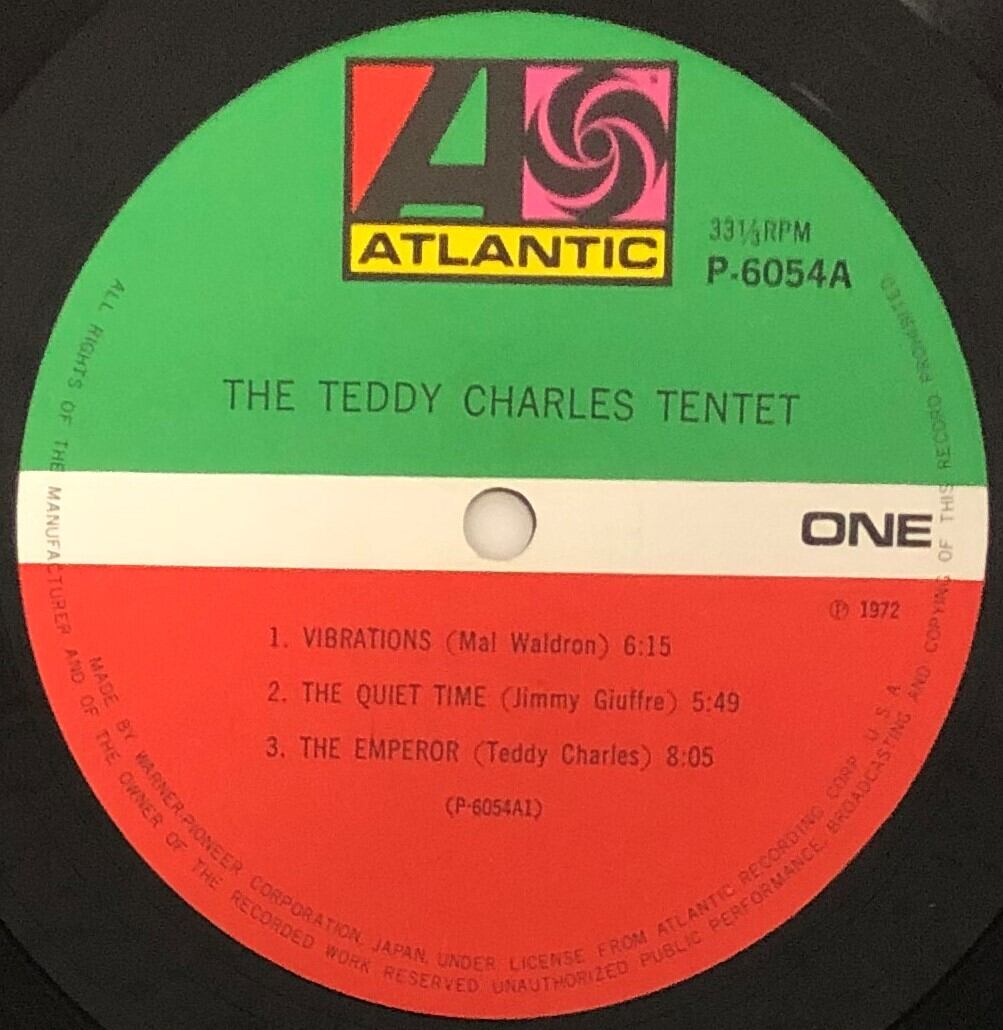 ATLANTIC
33⅓RPM
P-6054A
THE TEDDY CHARLES TENTET
ONE
℗ 1972
1. VIBRATIONS (Mal Waldron) 6:15
2. THE QUIET TIME (Jimmy Giuffre) 5:49
3. THE EMPEROR (Teddy Charles) 8:05
(P-6054A1)
MADE BY WARNER-PIONEER CORPORATION, JAPAN, UNDER LICENSE FROM ATLANTIC RECORDING CORP. U.S.A
ALL RIGHTS OF THE MANUFACTURER AND OF THE OWNER OF THE RECORDED WORK RESERVED UNAUTHORIZED PUBLIC PERFORMANCE, BROADCASTING AND COPYING OF THIS RECORD PROHIBITED